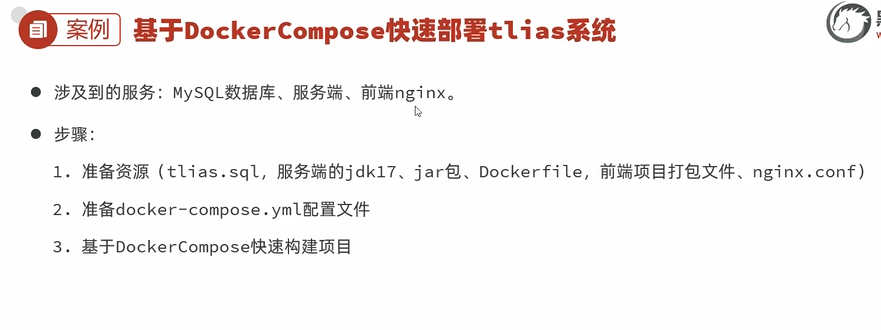 案例 基于DockerCompose快速部署tlias系统
涉及到的服务：MySQL数据库、服务端、前端nginx。
步骤：
1. 准备资源（tlias.sql，服务端的jdk17、jar包、Dockerfile，前端项目打包文件、nginx.conf）
2. 准备docker-compose.yml配置文件
3. 基于DockerCompose快速构建项目